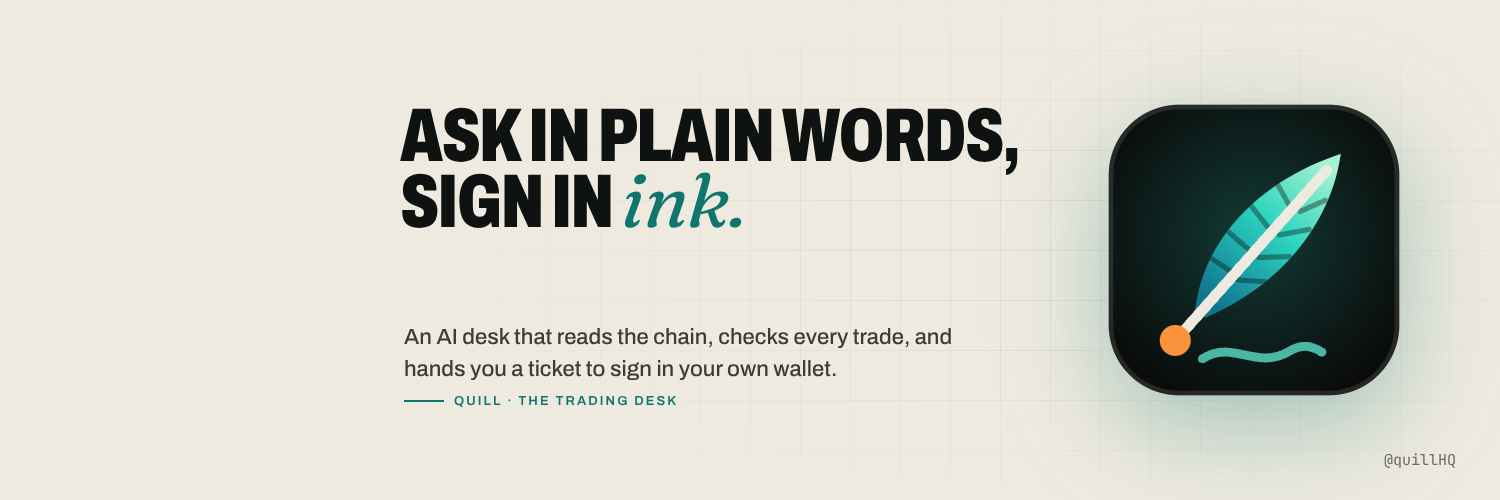 ASK IN PLAIN WORDS,
SIGN IN ink.
An AI desk that reads the chain, checks every trade, and
hands you a ticket to sign in your own wallet.
QUILL · THE TRADING DESK
@quillHQ